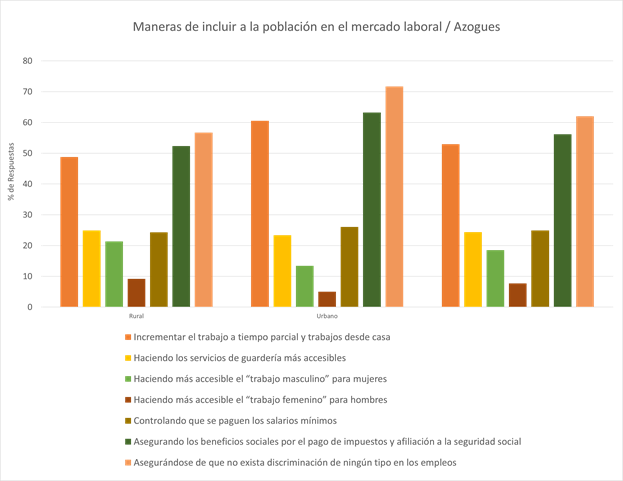 Maneras de incluir a la población en el mercado laboral / Azogues
80
70
60
50
40
30
20
10
0
% de Respuestas
Rural
Urbano
Incrementar el trabajo a tiempo parcial y trabajos desde casa
Haciendo los servicios de guardería más accesibles
Haciendo más accesible el “trabajo masculino” para mujeres
Haciendo más accesible el “trabajo femenino” para hombres
Controlando que se paguen los salarios mínimos
Asegurando los beneficios sociales por el pago de impuestos y afiliación a la seguridad social
Asegurándose de que no exista discriminación de ningún tipo en los empleos